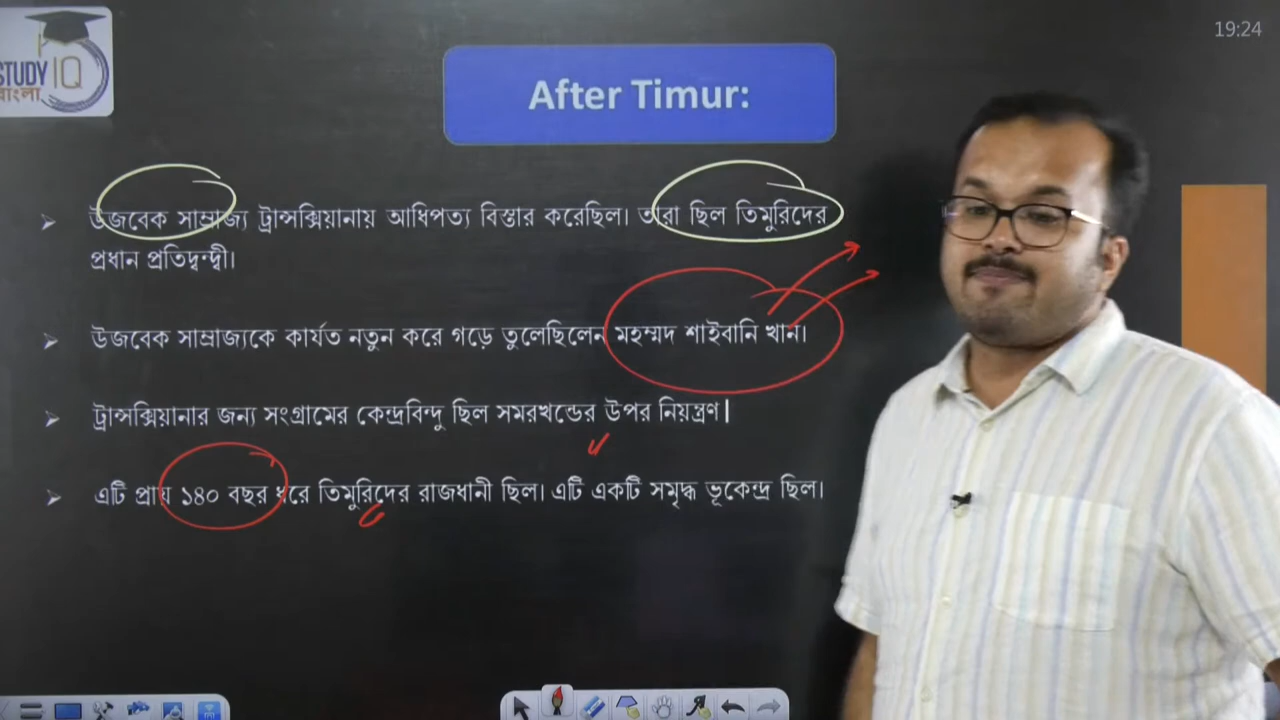 19:24
STUDY IQ
বাংলা
After Timur:
উজবেক সাম্রাজ্য ট্রান্সক্সিয়ানায় আধিপত্য বিস্তার করেছিল। তারা ছিল তিমুরিদের
প্রধান প্রতিদ্বন্দ্বী।
উজবেক সাম্রাজ্যকে কার্যত নতুন করে গড়ে তুলেছিলেন মহম্মদ শাইবানি খান।
ট্রান্সক্সিয়ানার জন্য সংগ্রামের কেন্দ্রবিন্দু ছিল সমরখন্ডের উপর নিয়ন্ত্রণ|
এটি প্রায় ১৪০ বছর ধরে তিমুরিদের রাজধানী ছিল। এটি একটি সমৃদ্ধ ভূকেন্দ্র ছিল।